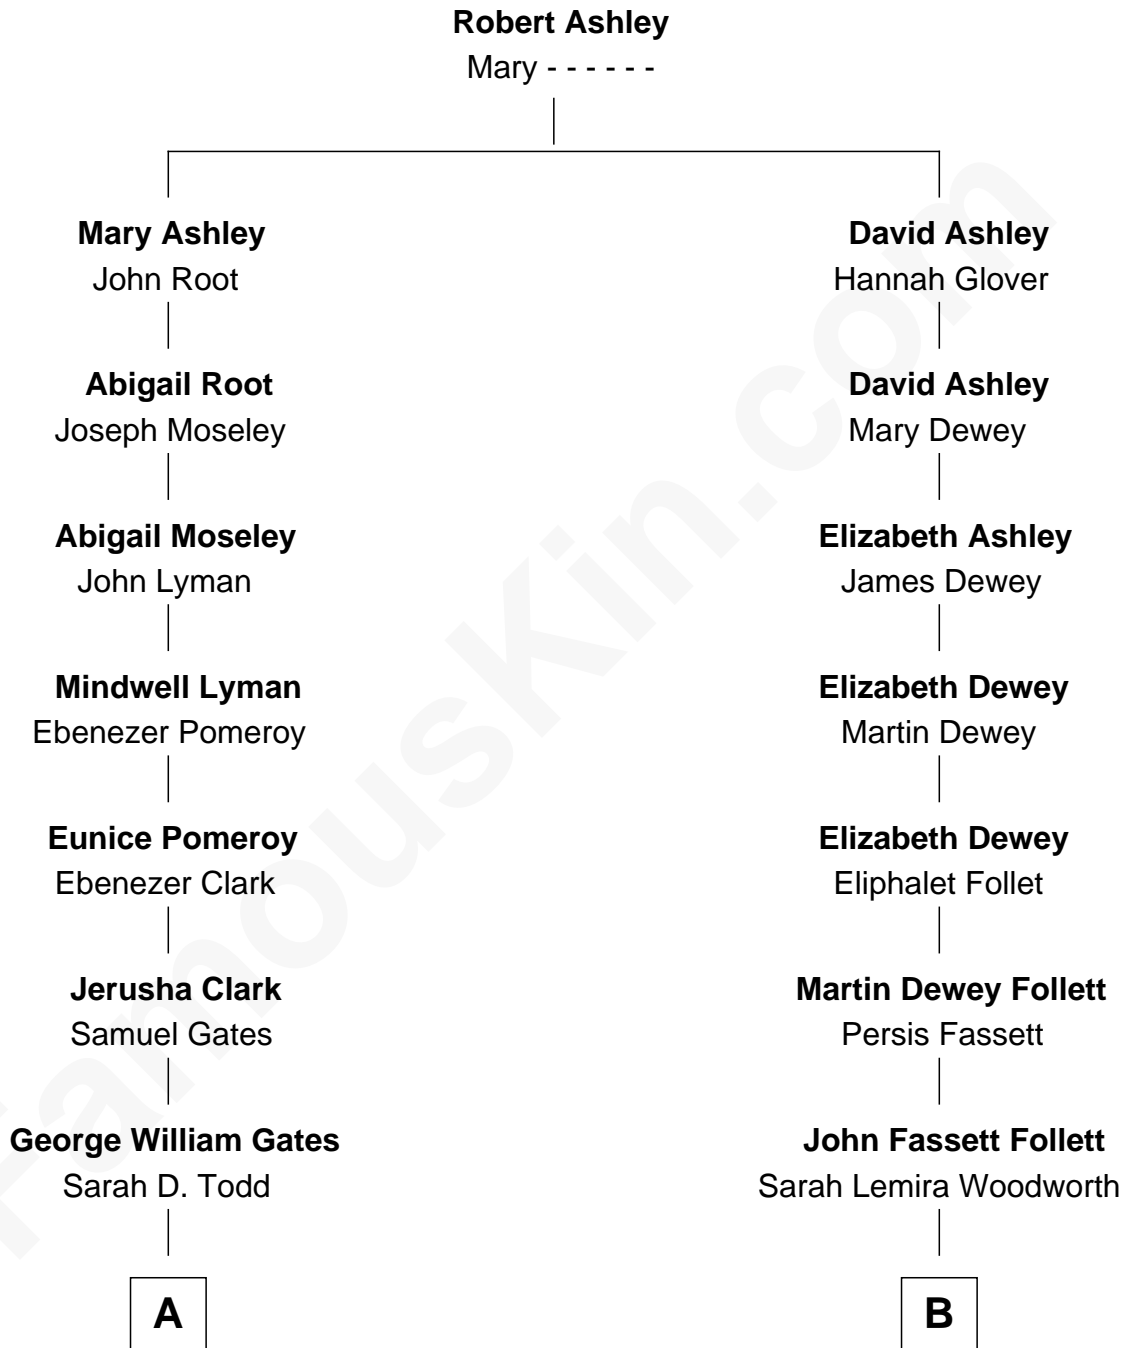 Robert Ashley
Mary - - - - - -
Mary Ashley
John Root
David Ashley
Hannah Glover
Abigail Root
Joseph Moseley
David Ashley
Mary Dewey
Abigail Moseley
John Lyman
Elizabeth Ashley
James Dewey
Mindwell Lyman
Ebenezer Pomeroy
Elizabeth Dewey
Martin Dewey
Eunice Pomeroy
Ebenezer Clark
Elizabeth Dewey
Eliphalet Follet
Jerusha Clark
Samuel Gates
Martin Dewey Follett
Persis Fassett
George William Gates
Sarah D. Todd
John Fassett Follett
Sarah Lemira Woodworth
A
B
FamousKin.com